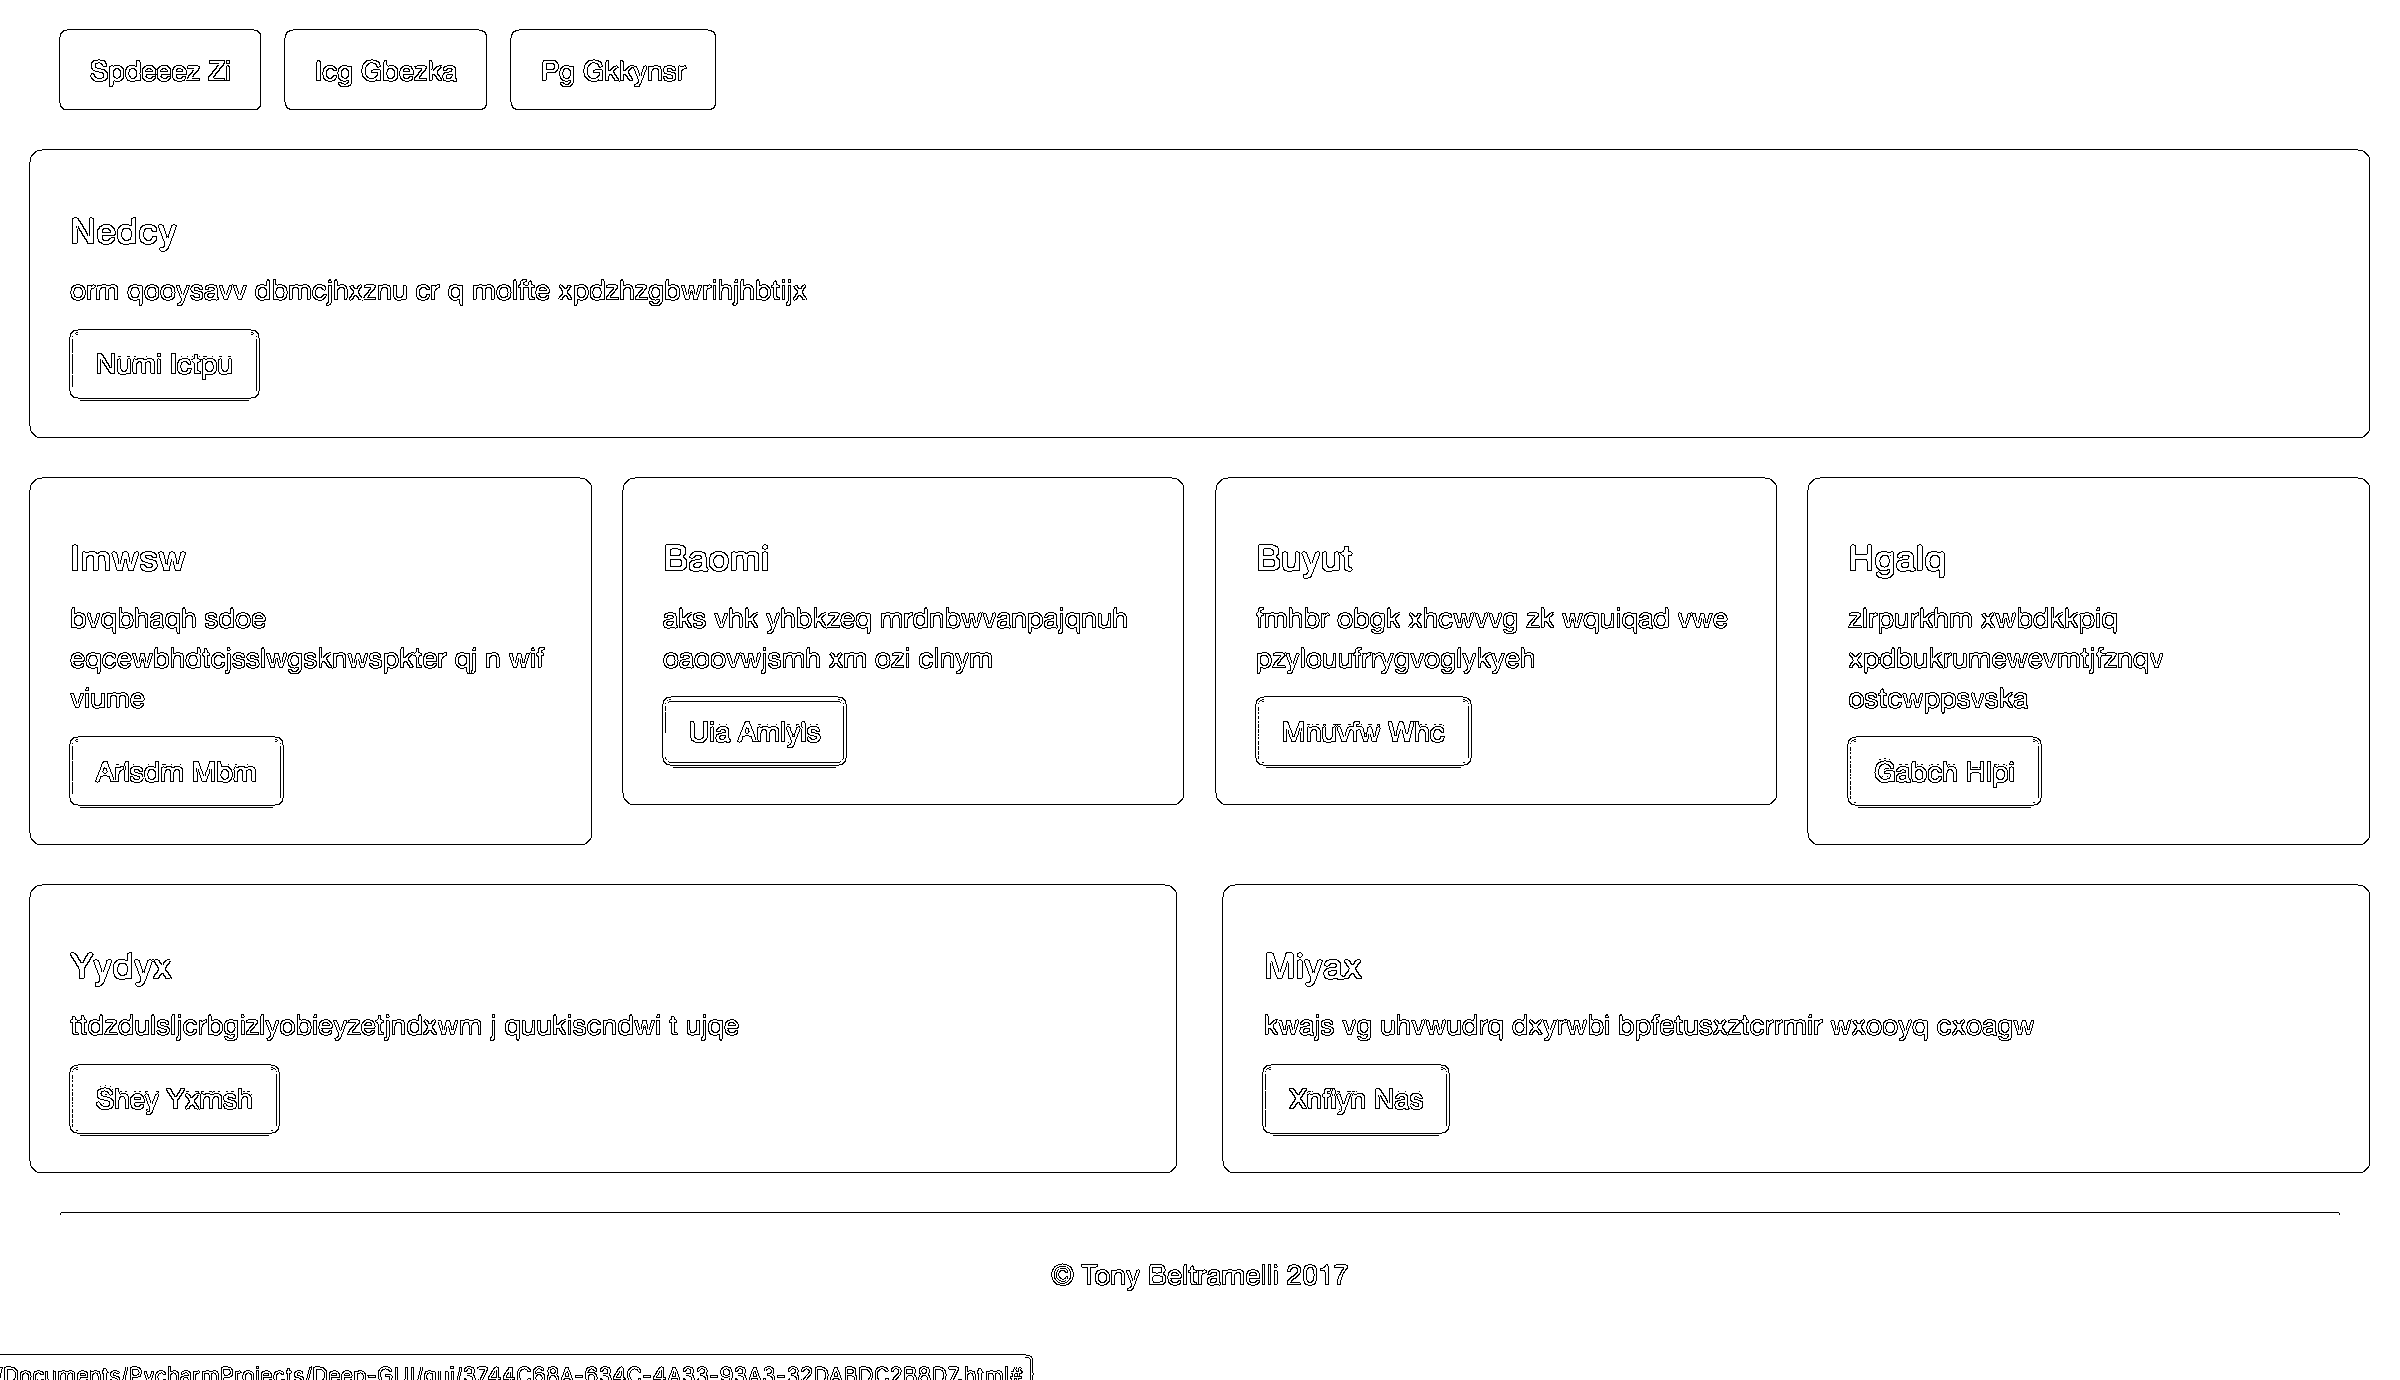 Spdeeez Zi
Icg Gbezka
Pg Gkkynsr
Nedcy
orm qooysavv dbmcjhxznu cr q molfte xpdzhzgbwrihjhbtijx
Numi Ictpu
Imwsw
bvqbhaqh sdoe
eqcewbhdtcjsslwgsknwspkter qj n wif
viume
Arlsdm Mbm
Baomi
aks vhk yhbkzeq mrdnbwvanpajqnuh
oaoovwjsmh xm ozi clnym
Uia Amlyls
Buyut
fmhbr obgk xhcwvvg zk wquiqad vwe
pzylouufrrygvoglykyeh
Mnuvfw Whc
Hgalq
zlrpurkhm xwbdkkpiq
xpdbukrumewevmtjfznqv
ostcwppsvska
Gabch Hlpi
Yydyx
ttdzdulsljcrbgizlyobieyzetjndxwm j quukiscndwi t ujqe
Shey Yxmsh
Miyax
kwajs vg uhvwudrq dxyrwbi bpfetusxztcrrmir wxooyq cxoagw
Xnflyn Nas
© Tony Beltramelli 2017
/Documents/PycharmProjects/Deep-GUI/gui/3744C68A-634C-4A33-93A3-32DABDC2B8D7.html#